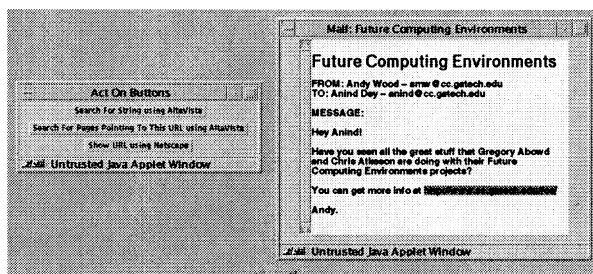 Act On Buttons
Search For String using AltaVista
Search For Pages Pointing To This URL using AltaVista
Show URL using Netscape
Untrusted Java Applet Window
Mail: Future Computing Environments
Future Computing Environments
FROM: Andy Wood – amw@cc.gatech.edu
TO: Anind Dey – anind@cc.gatech.edu
MESSAGE:
Hey Anind!
Have you seen all the great stuff that Gregory Abowd
and Chris Atkeson are doing with their Future
Computing Environments projects?
You can get more info at
Andy.
Untrusted Java Applet Window